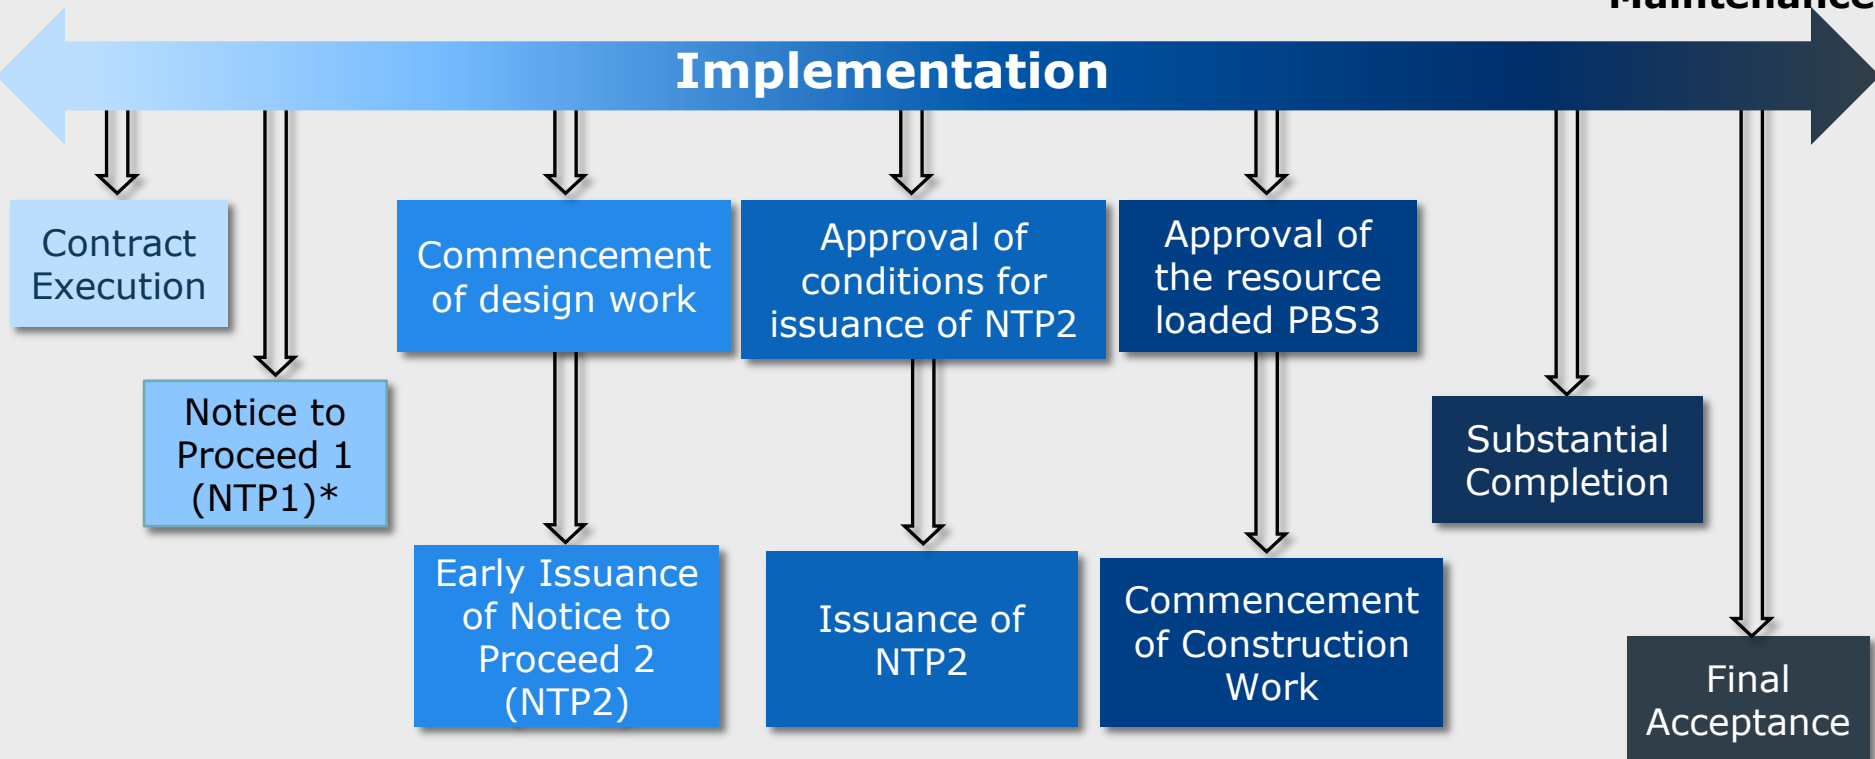 Maintenance
Implementation
Contract
Execution
Notice to
Proceed 1
(NTP1)*
Commencement
of design work
Early Issuance
of Notice to
Proceed 2
(NTP2)
Approval of
conditions for
issuance of NTP2
Issuance of
NTP2
Approval of
the resource
loaded PBS3
Commencement
of Construction
Work
Substantial
Completion
Final
Acceptance